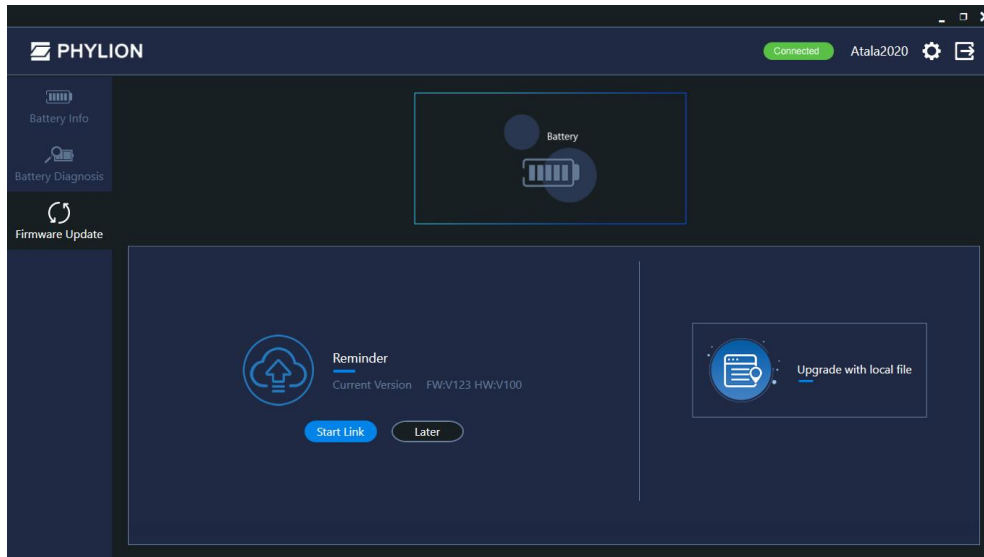 PHYLION
Connected Atala2020
Battery Info
Battery Diagnosis
Firmware Update
Battery
Reminder
Current Version FW:V123 HW:V100
Start Link Later
Upgrade with local file